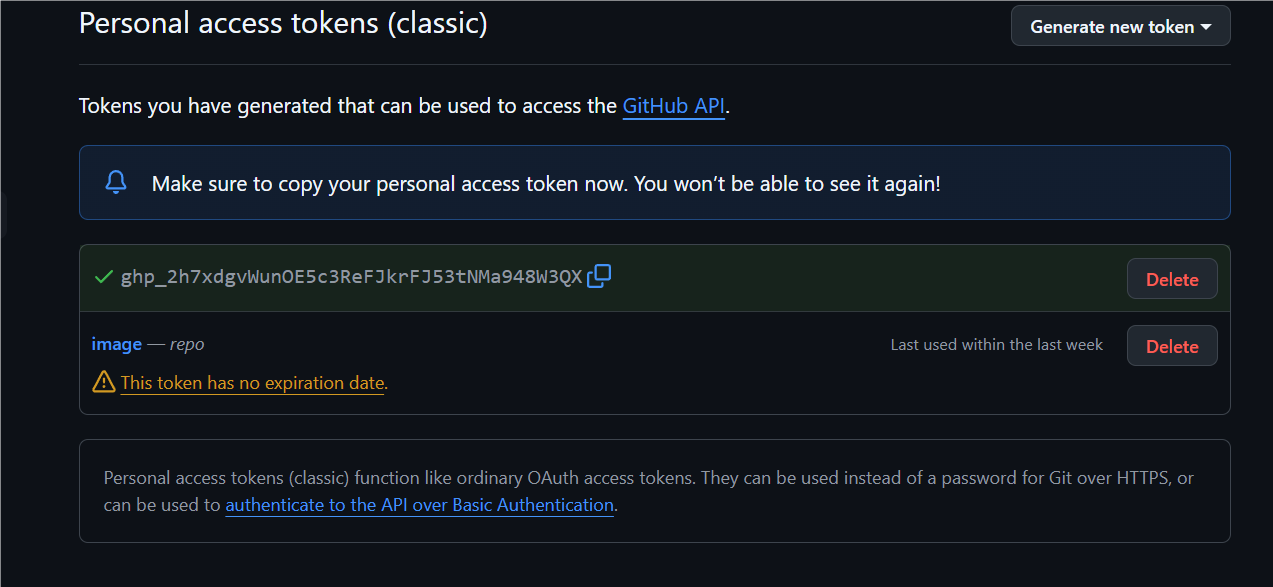 Personal access tokens (classic)
Generate new token
Tokens you have generated that can be used to access the GitHub API.
Make sure to copy your personal access token now. You won’t be able to see it again!
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
Delete
image — repo
Last used within the last week
Delete
This token has no expiration date.
Personal access tokens (classic) function like ordinary OAuth access tokens. They can be used instead of a password for Git over HTTPS, or
can be used to authenticate to the API over Basic Authentication.